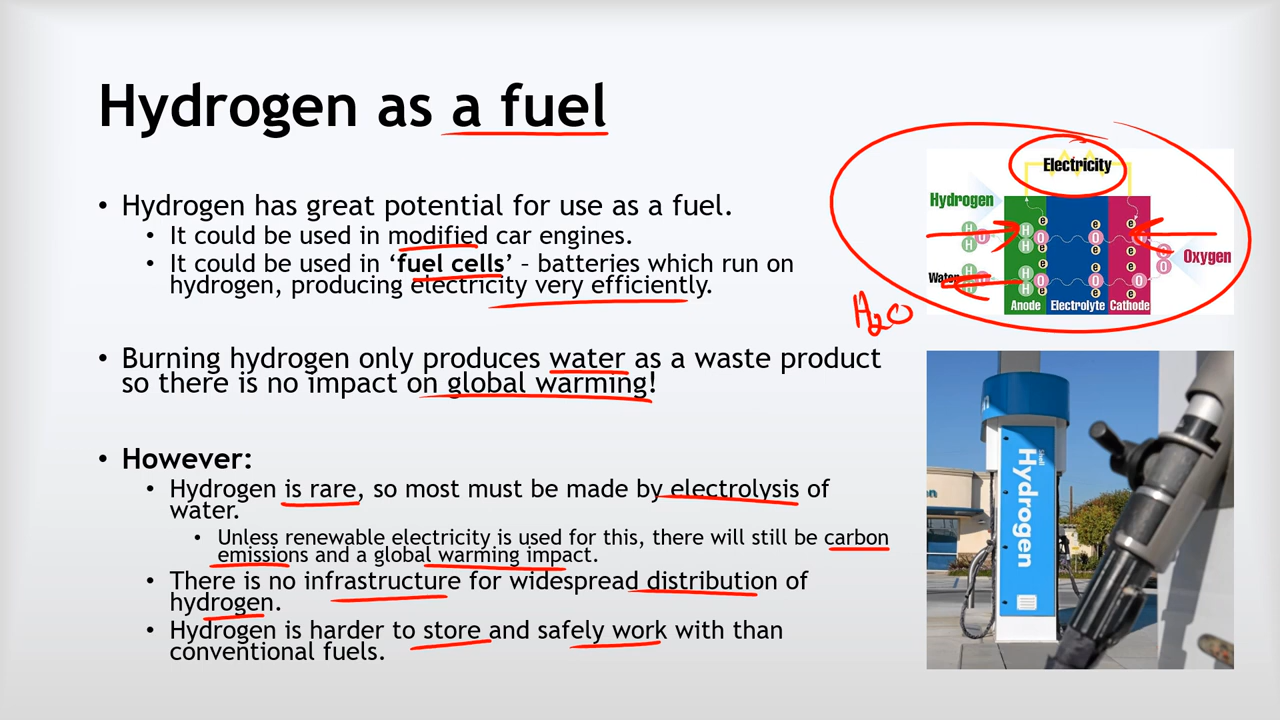 Hydrogen as a fuel
• Hydrogen has great potential for use as a fuel.
• It could be used in modified car engines.
• It could be used in ‘fuel cells’ – batteries which run on
hydrogen, producing electricity very efficiently.
• Burning hydrogen only produces water as a waste product
so there is no impact on global warming!
• However:
• Hydrogen is rare, so most must be made by electrolysis of
water.
• Unless renewable electricity is used for this, there will still be carbon
emissions and a global warming impact.
• There is no infrastructure for widespread distribution of
hydrogen.
• Hydrogen is harder to store and safely work with than
conventional fuels.
Electricity
Hydrogen
Oxygen
Water
H e e
H O O e O
H e e O
H e e e
H H O O O
H e e e
Anode Electrolyte Cathode
H2O
Shell
Hydrogen